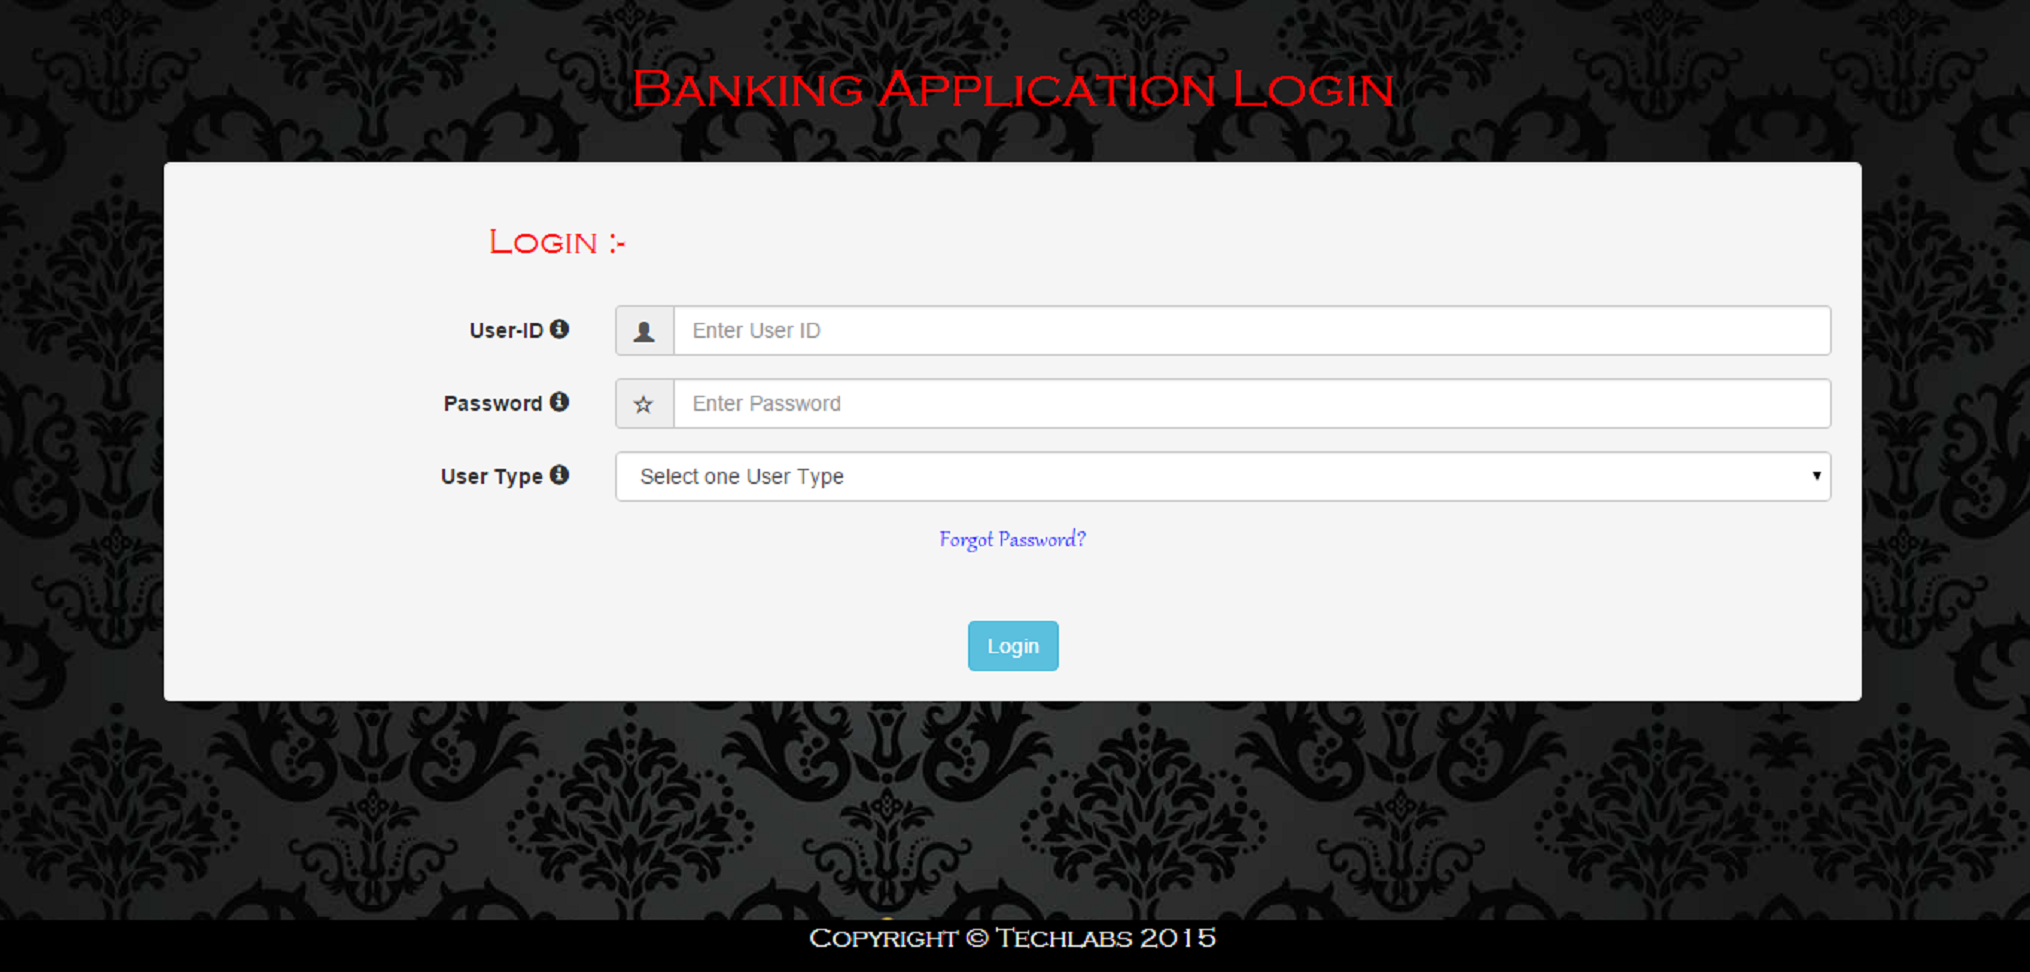 Banking Application Login
Login :-
User-ID
Enter User ID
Password
Enter Password
User Type
Select one User Type
Forgot Password?
Login
Copyright © Techlabs 2015